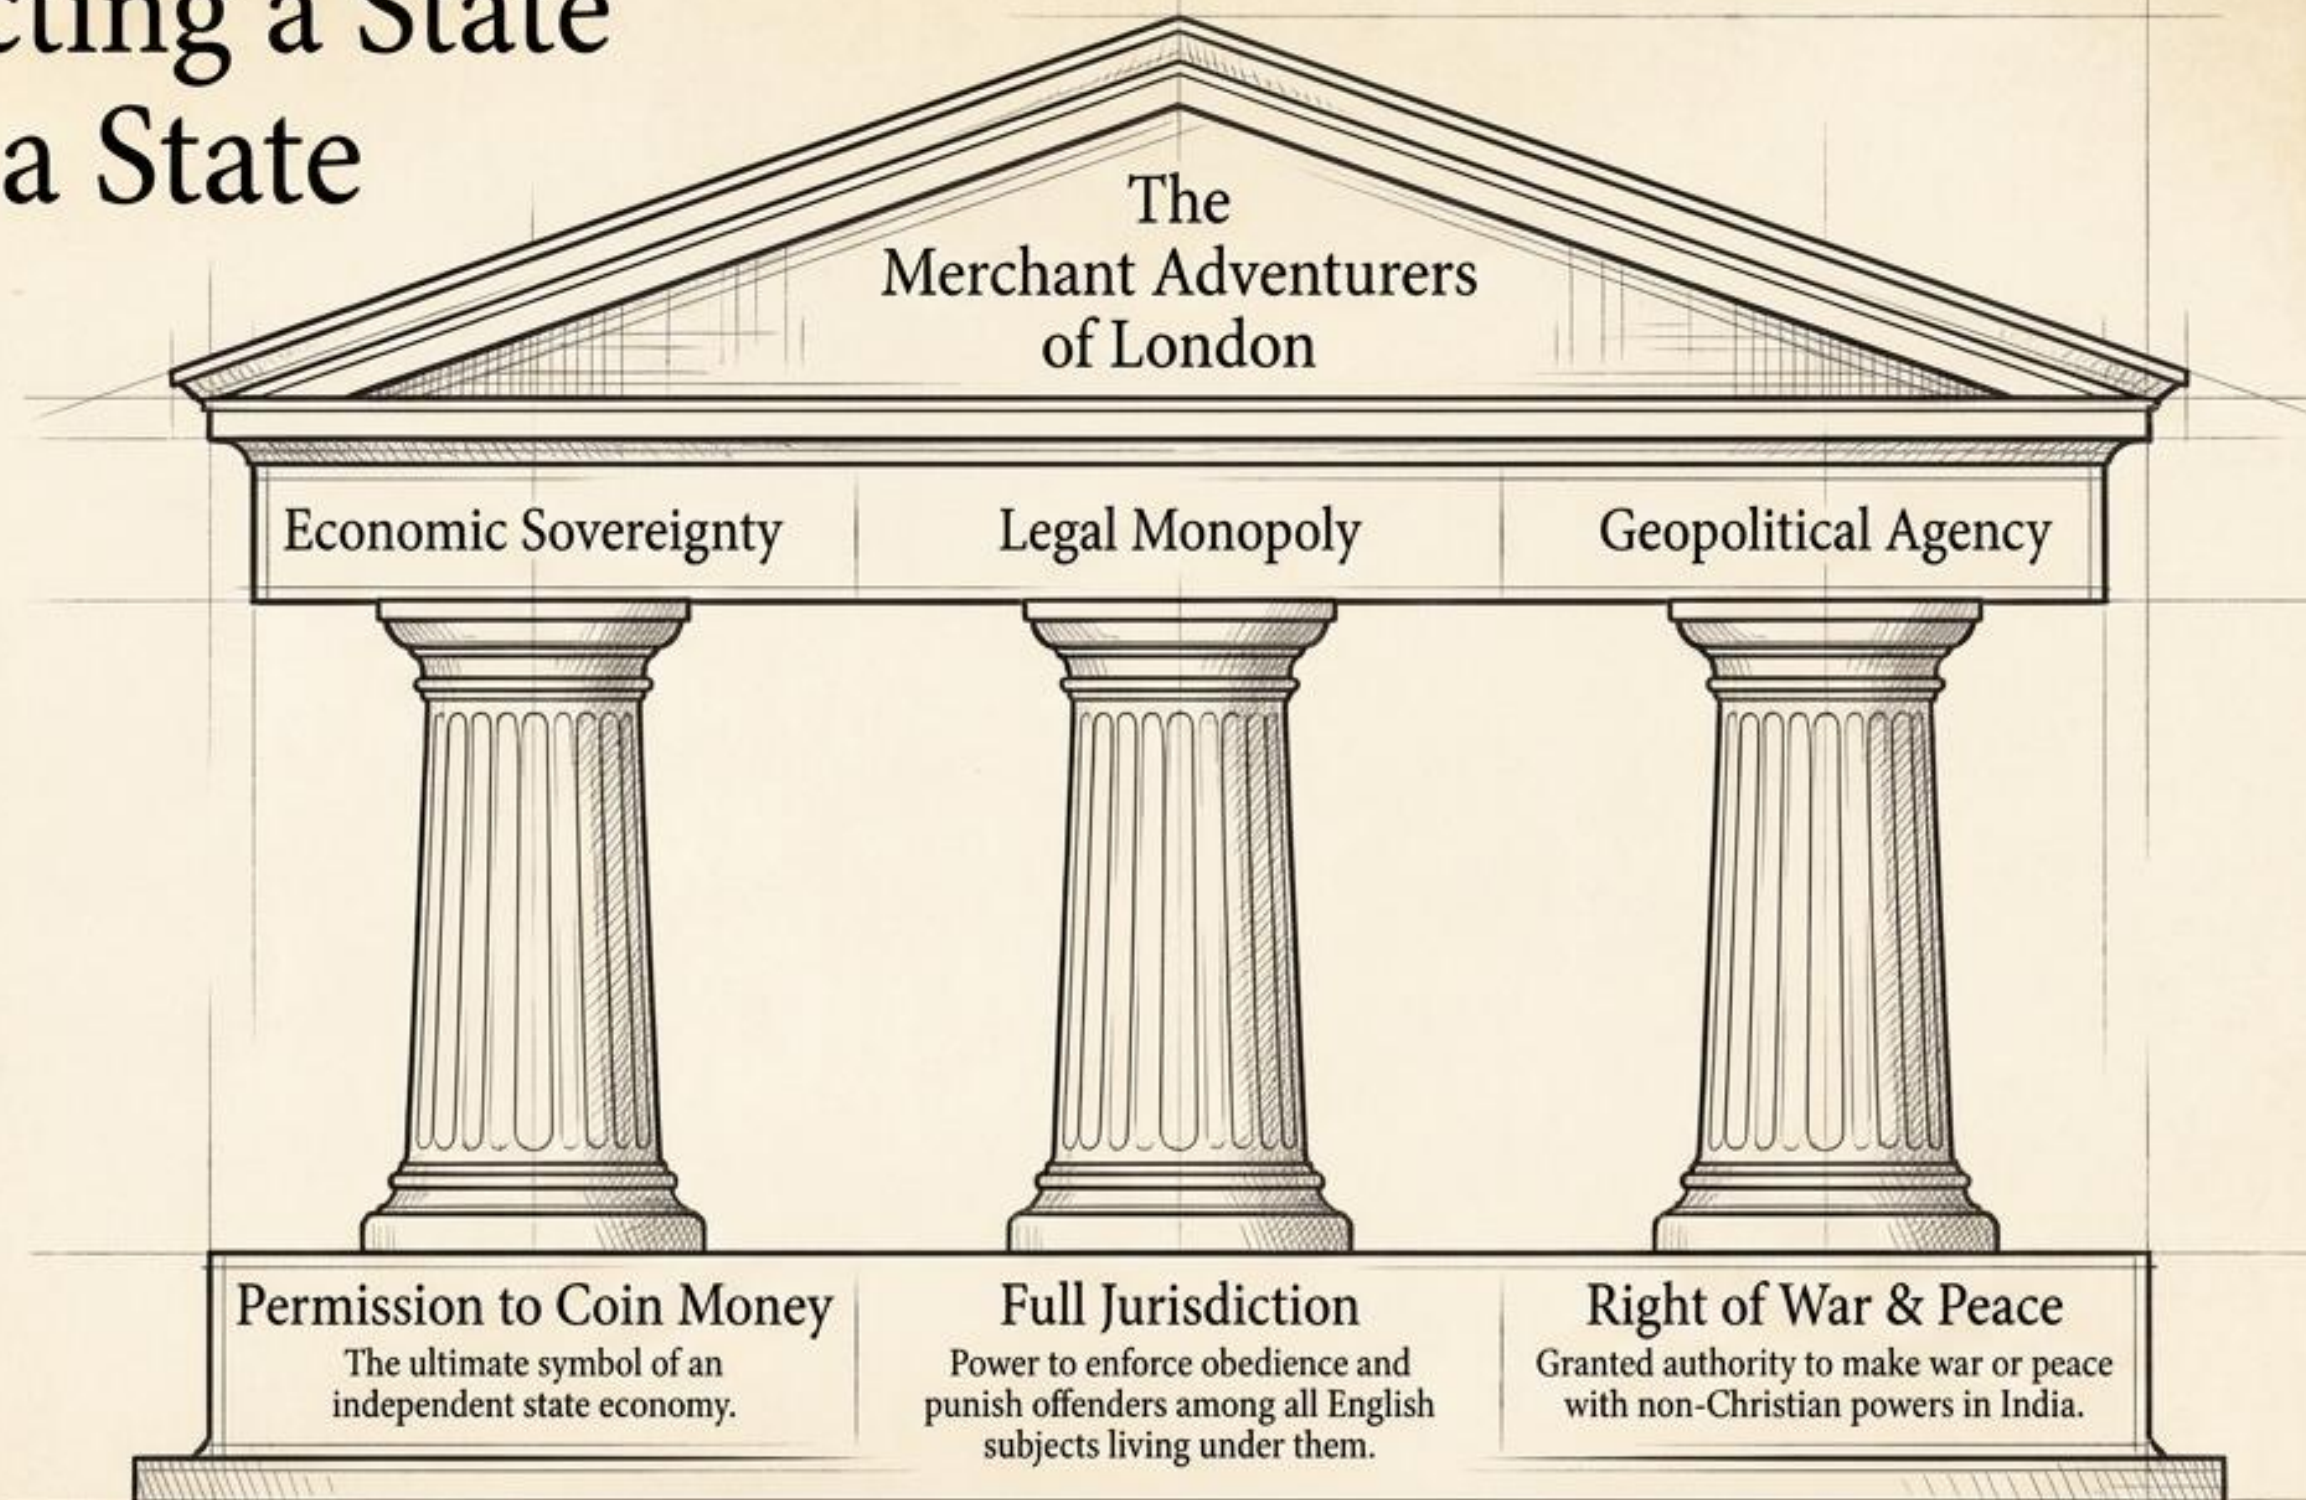 cting a State
a State
The
Merchant Adventurers
of London
Economic Sovereignty
Legal Monopoly
Geopolitical Agency
Permission to Coin Money
The ultimate symbol of an
independent state economy.
Full Jurisdiction
Power to enforce obedience and
punish offenders among all English
subjects living under them.
Right of War & Peace
Granted authority to make war or peace
with non-Christian powers in India.